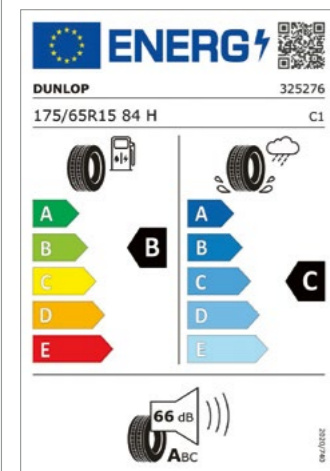 ENERG
DUNLOP 325276
175/65R15 84 H C1
A A
B B B
C C C
D D
E E
66 dB
ABC
2020/740